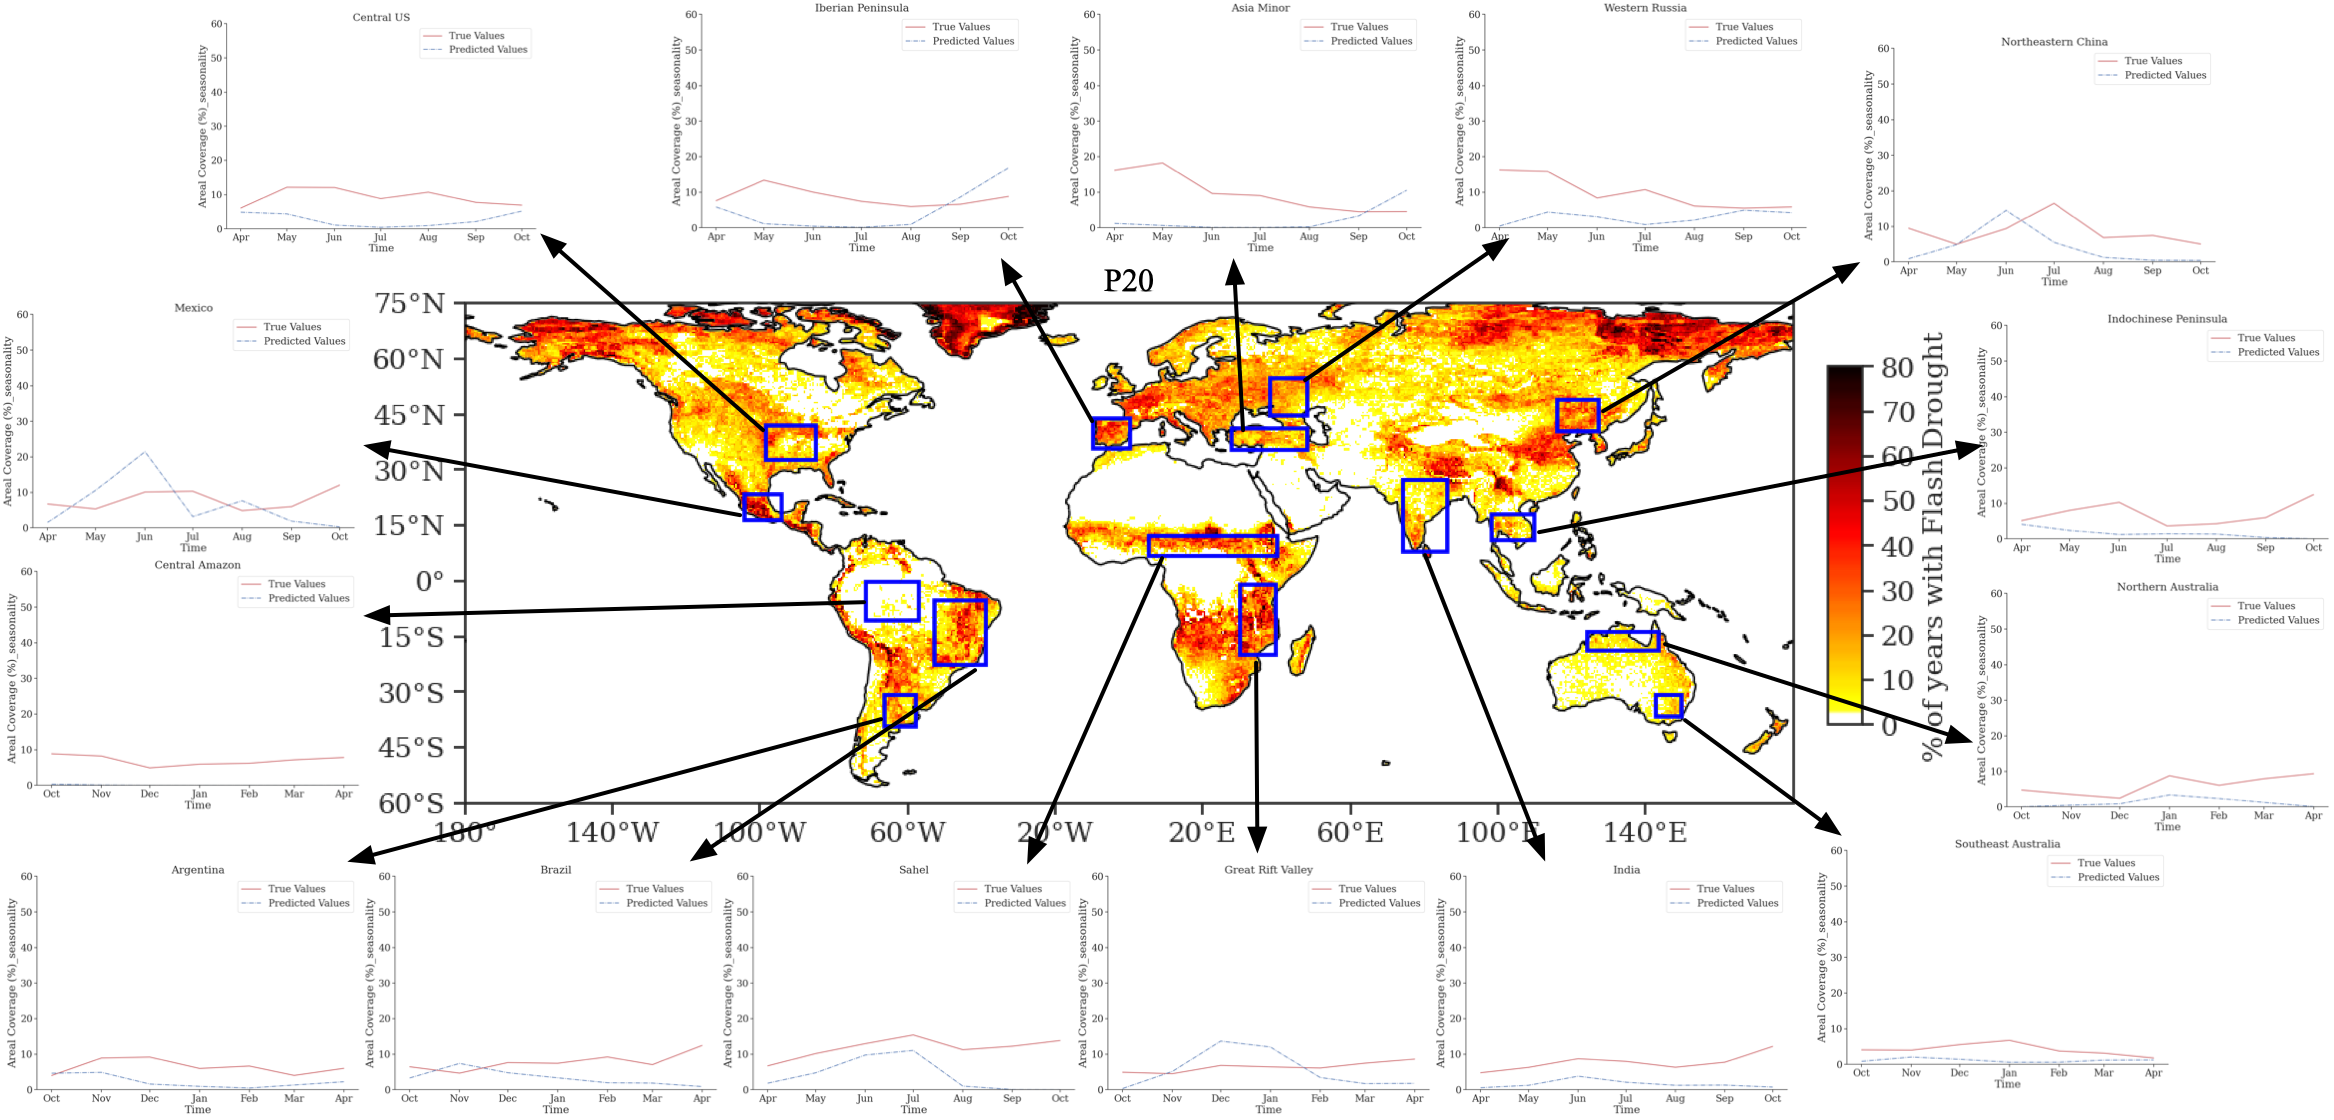 Central US
True Values
Predicted Values
Areal Coverage (%)_seasonality
60
50
40
30
20
10
0
Apr May Jun Jul Aug Sep Oct
Time
Iberian Peninsula
True Values
Predicted Values
Areal Coverage (%)_seasonality
60
50
40
30
20
10
0
Apr May Jun Jul Aug Sep Oct
Time
Asia Minor
True Values
Predicted Values
Areal Coverage (%)_seasonality
60
50
40
30
20
10
0
Apr May Jun Jul Aug Sep Oct
Time
Western Russia
True Values
Predicted Values
Areal Coverage (%)_seasonality
60
50
40
30
20
10
0
Apr May Jun Jul Aug Sep Oct
Time
Northeastern China
True Values
Predicted Values
Areal Coverage (%)_seasonality
60
50
40
30
20
10
0
Apr May Jun Jul Aug Sep Oct
Time
P20
75°N
60°N
45°N
30°N
15°N
0°
15°S
30°S
45°S
60°S
180° 140°W 100°W 60°W 20°W 20°E 60°E 100°E 140°E
80
70
60
50
40
30
20
10
0
% of years with Flash Drought
Mexico
True Values
Predicted Values
Areal Coverage (%)_seasonality
60
50
40
30
20
10
0
Apr May Jun Jul Aug Sep Oct
Time
Indochinese Peninsula
True Values
Predicted Values
Areal Coverage (%)_seasonality
60
50
40
30
20
10
0
Apr May Jun Jul Aug Sep Oct
Time
Central Amazon
True Values
Predicted Values
Areal Coverage (%)_seasonality
60
50
40
30
20
10
0
Oct Nov Dec Jan Feb Mar Apr
Time
Northern Australia
True Values
Predicted Values
Areal Coverage (%)_seasonality
60
50
40
30
20
10
0
Oct Nov Dec Jan Feb Mar Apr
Time
Argentina
True Values
Predicted Values
Areal Coverage (%)_seasonality
60
50
40
30
20
10
0
Oct Nov Dec Jan Feb Mar Apr
Time
Brazil
True Values
Predicted Values
Areal Coverage (%)_seasonality
60
50
40
30
20
10
0
Oct Nov Dec Jan Feb Mar Apr
Time
Sahel
True Values
Predicted Values
Areal Coverage (%)_seasonality
60
50
40
30
20
10
0
Apr May Jun Jul Aug Sep Oct
Time
Great Rift Valley
True Values
Predicted Values
Areal Coverage (%)_seasonality
60
50
40
30
20
10
0
Oct Nov Dec Jan Feb Mar Apr
Time
India
True Values
Predicted Values
Areal Coverage (%)_seasonality
60
50
40
30
20
10
0
Apr May Jun Jul Aug Sep Oct
Time
Southeast Australia
True Values
Predicted Values
Areal Coverage (%)_seasonality
60
50
40
30
20
10
0
Oct Nov Dec Jan Feb Mar Apr
Time